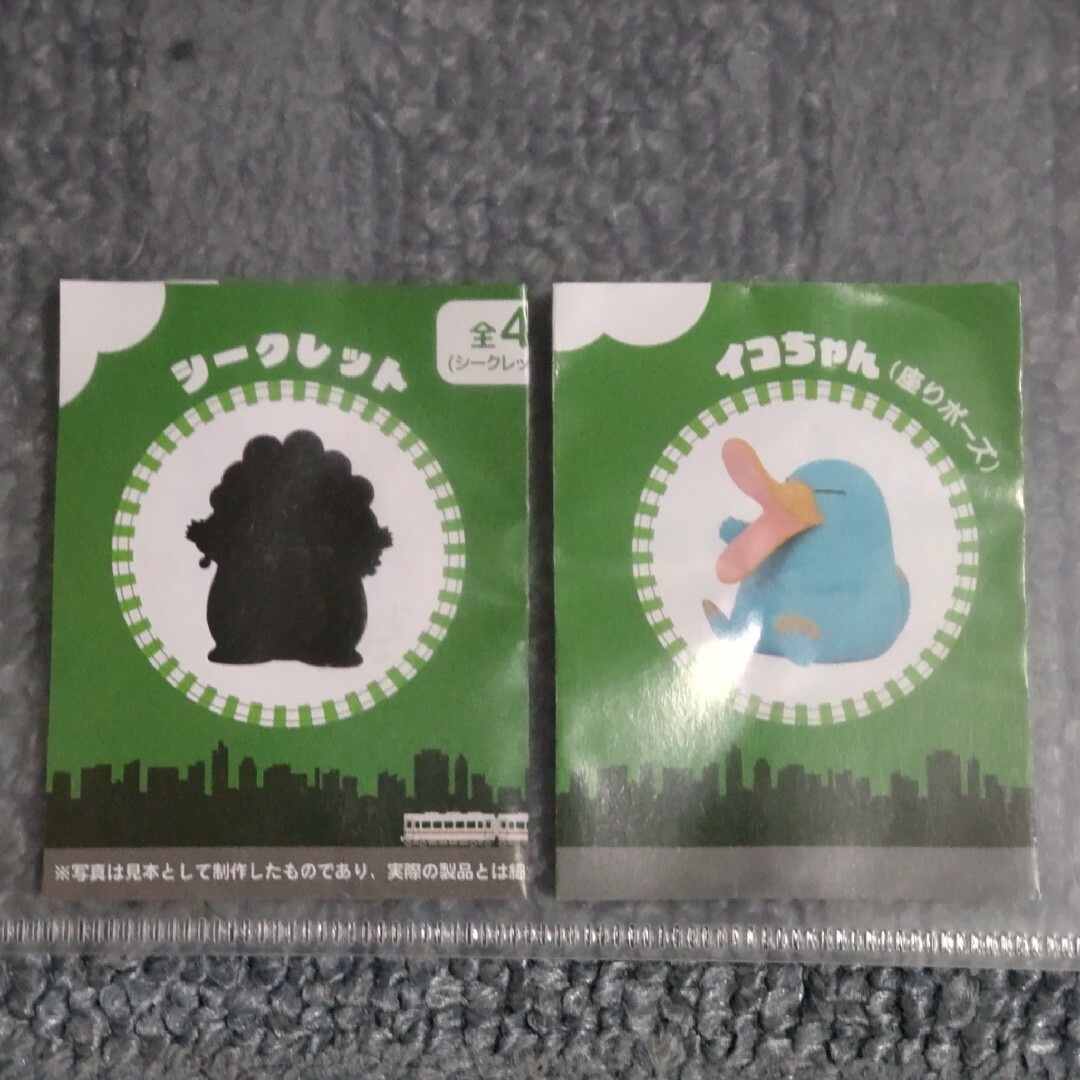 シークレット
全4
(シークレッ
※写真は見本として制作したものであり、実際の製品とは細
イコちゃん(座りポーズ)